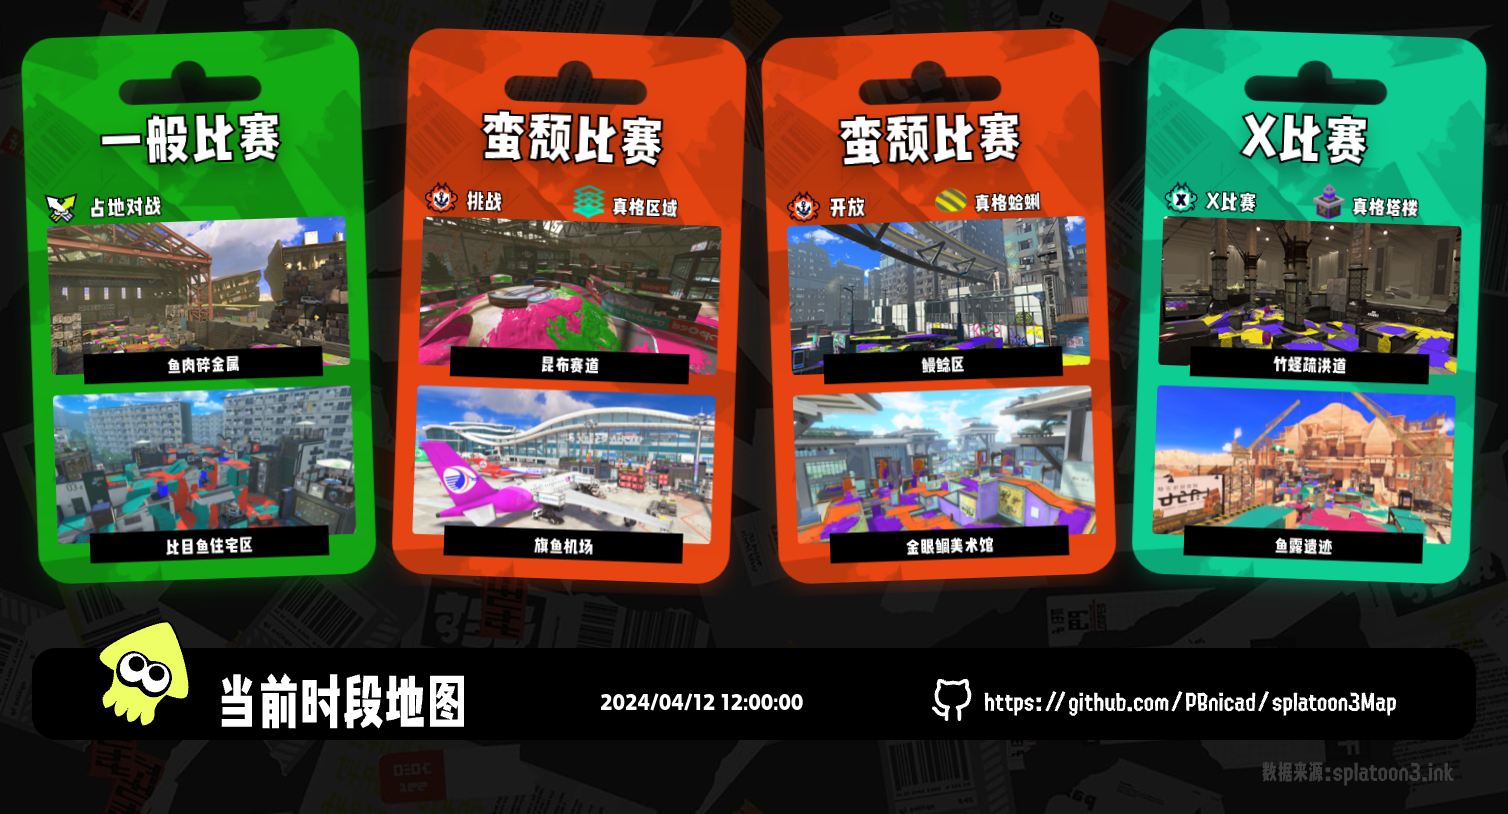 一般比赛
占地对战
鱼肉碎金属
比目鱼住宅区
蛮颓比赛
挑战
真格区域
昆布赛道
旗鱼机场
蛮颓比赛
开放
真格蛤蜊
鳗鲶区
金眼鲷美术馆
X比赛
X比赛
真格塔楼
竹蛏疏洪道
鱼露遗迹
当前时段地图
2024/04/12 12:00:00
https://github.com/PBnicad/splatoon3Map
数据来源:splatoon3.ink